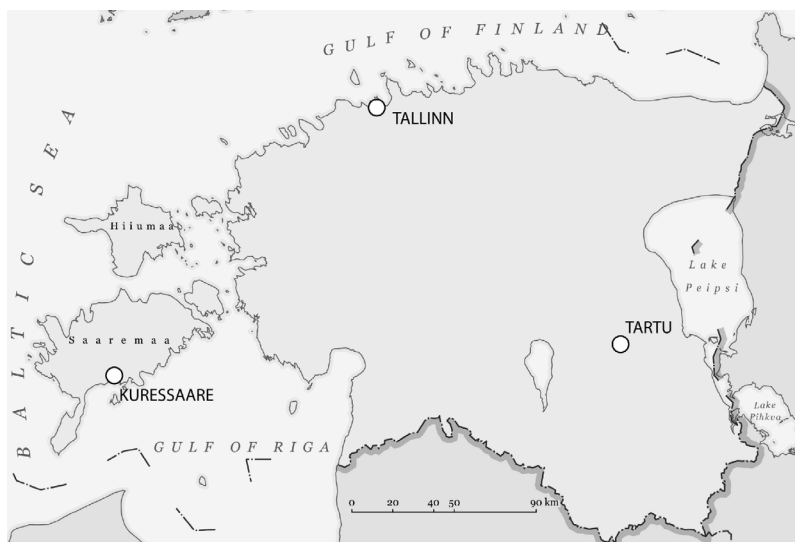 GULF OF FINLAND
TALLINN
BALTIC SEA
Hiiumaa
Lake
Peipsi
TARTU
Saaremaa
KURESSAARE
Lake
Pihkva
GULF OF RIGA
0 20 40 50 90 km